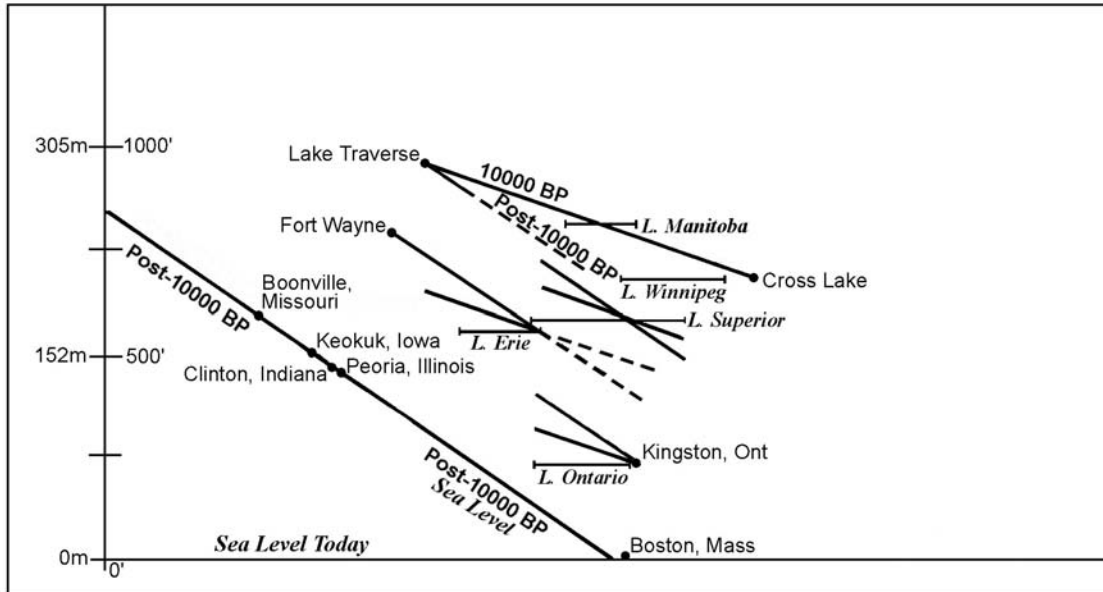 305m
1000'
Lake Traverse
10000 BP
Post-10000 BP
L. Manitoba
Fort Wayne
Cross Lake
L. Winnipeg
L. Superior
Post-10000 BP
Boonville,
Missouri
L. Erie
152m
500'
Keokuk, Iowa
Clinton, Indiana
Peoria, Illinois
Kingston, Ont
L. Ontario
Post-10000 BP
Sea Level
Sea Level Today
Boston, Mass
0m
0'